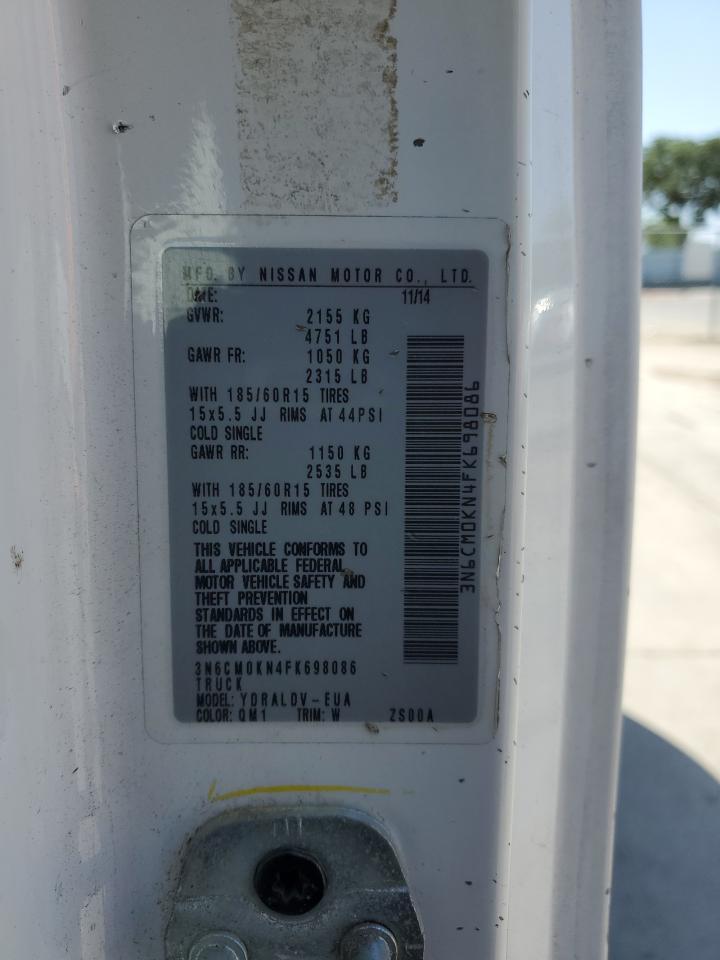 MFG. BY NISSAN MOTOR CO., LTD.
DATE: 11/14
GVWR: 2155 KG
4751 LB
GAWR FR: 1050 KG
2315 LB
WITH 185/60R15 TIRES
15x5.5 JJ RIMS AT 44PSI
COLD SINGLE
GAWR RR: 1150 KG
2535 LB
WITH 185/60R15 TIRES
15x5.5 JJ RIMS AT 48 PSI
COLD SINGLE
THIS VEHICLE CONFORMS TO
ALL APPLICABLE FEDERAL
MOTOR VEHICLE SAFETY AND
THEFT PREVENTION
STANDARDS IN EFFECT ON
THE DATE OF MANUFACTURE
SHOWN ABOVE.
3N6CM0KN4FK698086
TRUCK
MODEL: YDRALDV-EUA
COLOR: QM1 TRIM: W ZS00A
3N6CM0KN4FK698086